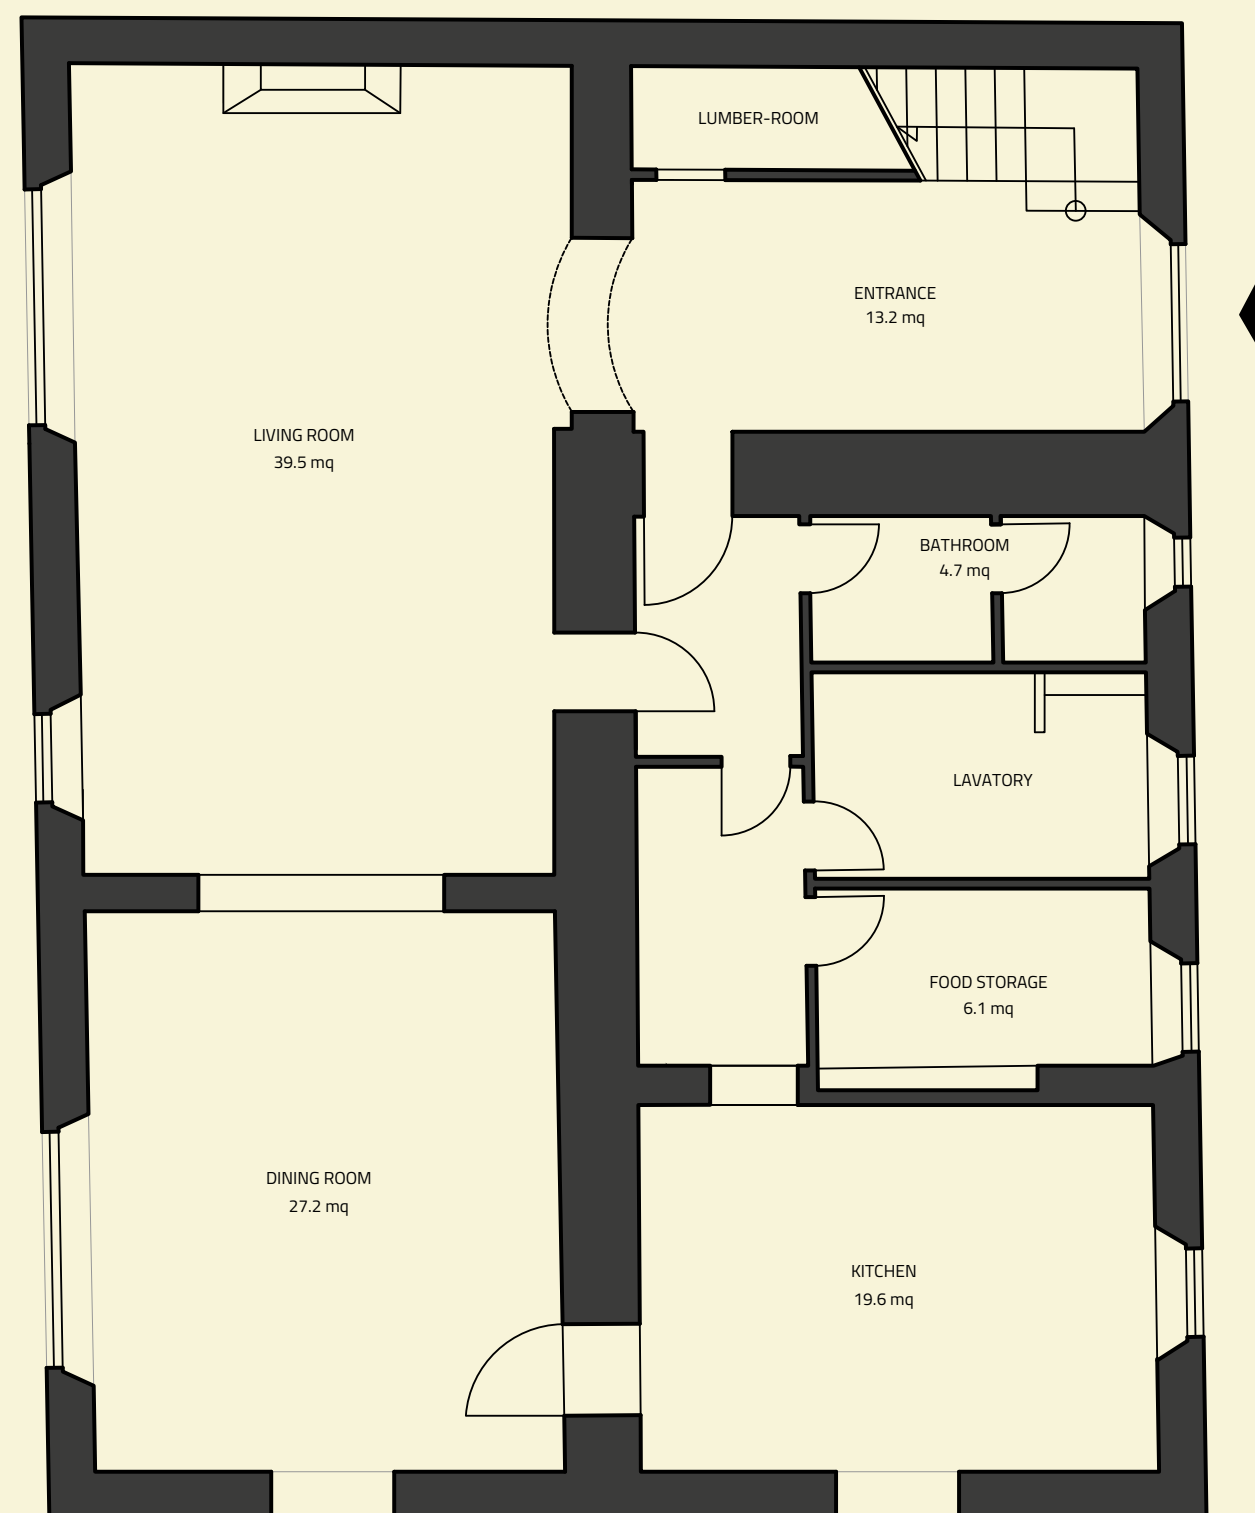 LUMBER-ROOM
ENTRANCE
13.2 mq
LIVING ROOM
39.5 mq
BATHROOM
4.7 mq
LAVATORY
FOOD STORAGE
6.1 mq
DINING ROOM
27.2 mq
KITCHEN
19.6 mq